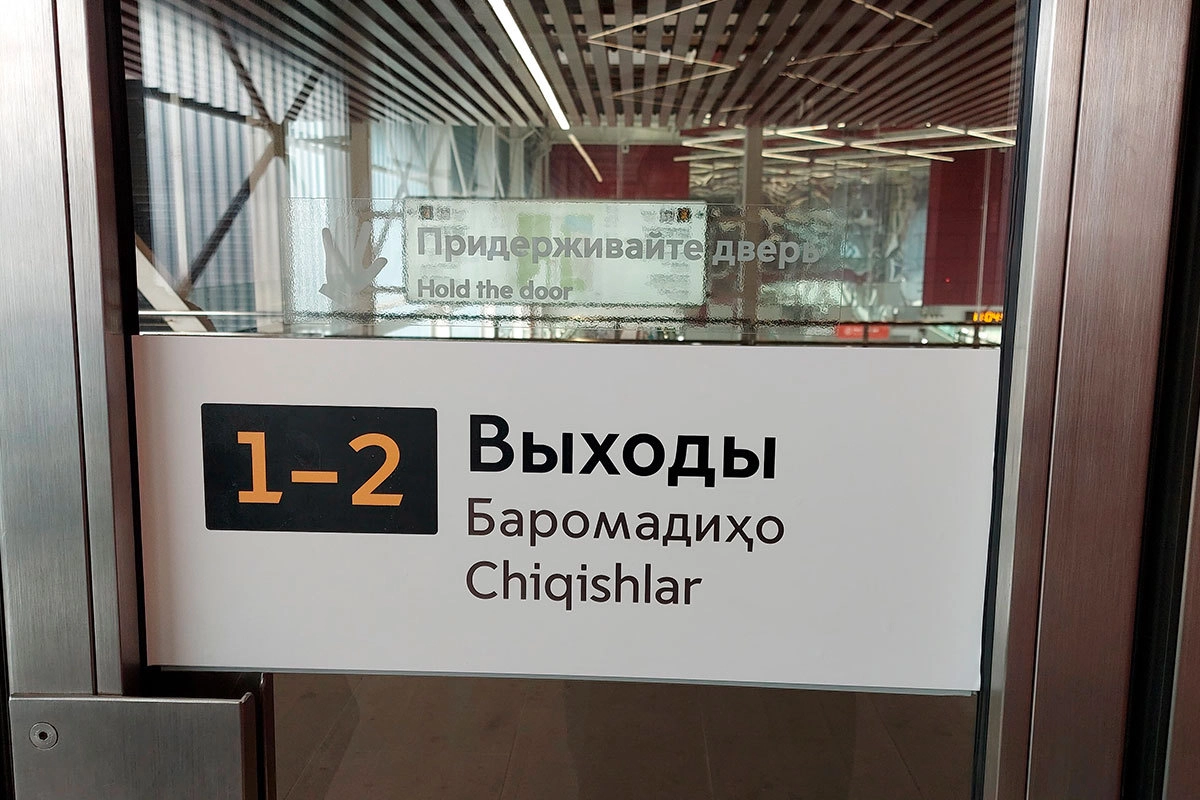 Придерживайте дверь
Hold the door
1–2
Выходы
Баромадиҳо
Chiqishlar